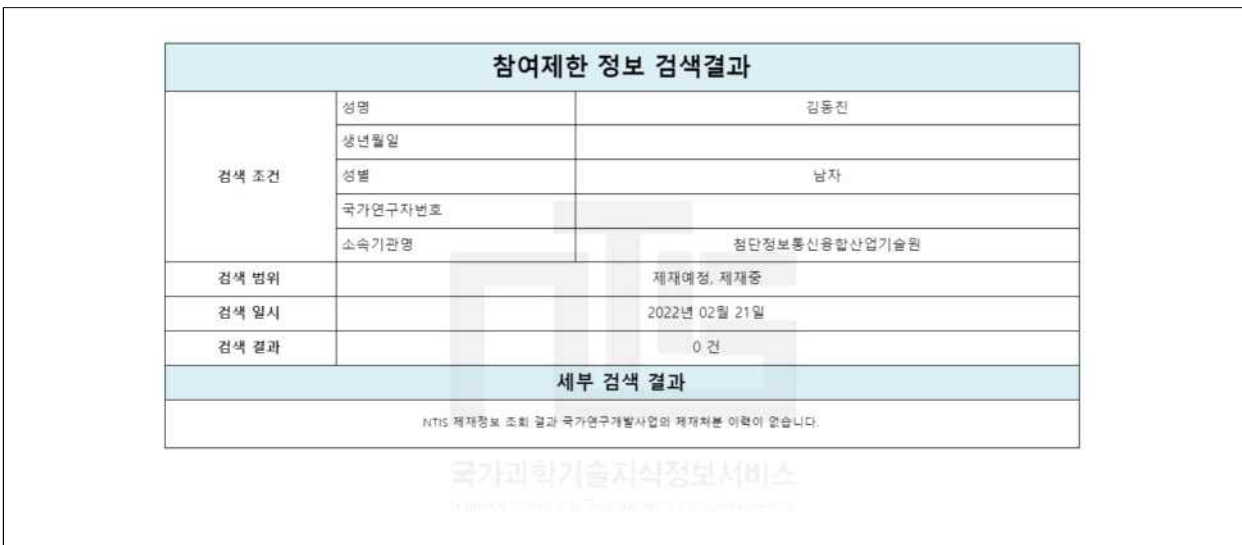 참여제한 정보 검색결과
검색 조건
성명 김동진
생년월일
성별 남자
국가연구자번호
소속기관명 첨단정보통신융합산업기술원
검색 범위 제재예정, 제재중
검색 일시 2022년 02월 21일
검색 결과 0 건
세부 검색 결과
NTIS 제재정보 조회 결과 국가연구개발사업의 제재처분 이력이 없습니다.
NTIS
국가과학기술지식정보서비스